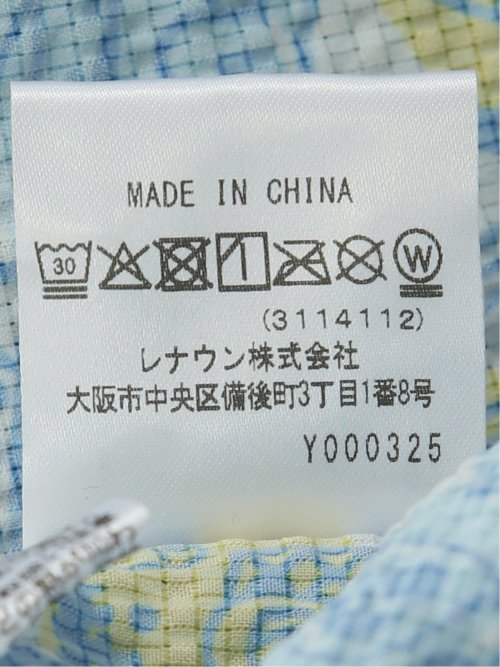 MADE IN CHINA
30 W
(3114112)
レナウン株式会社
大阪市中央区備後町3丁目1番8号
Y000325